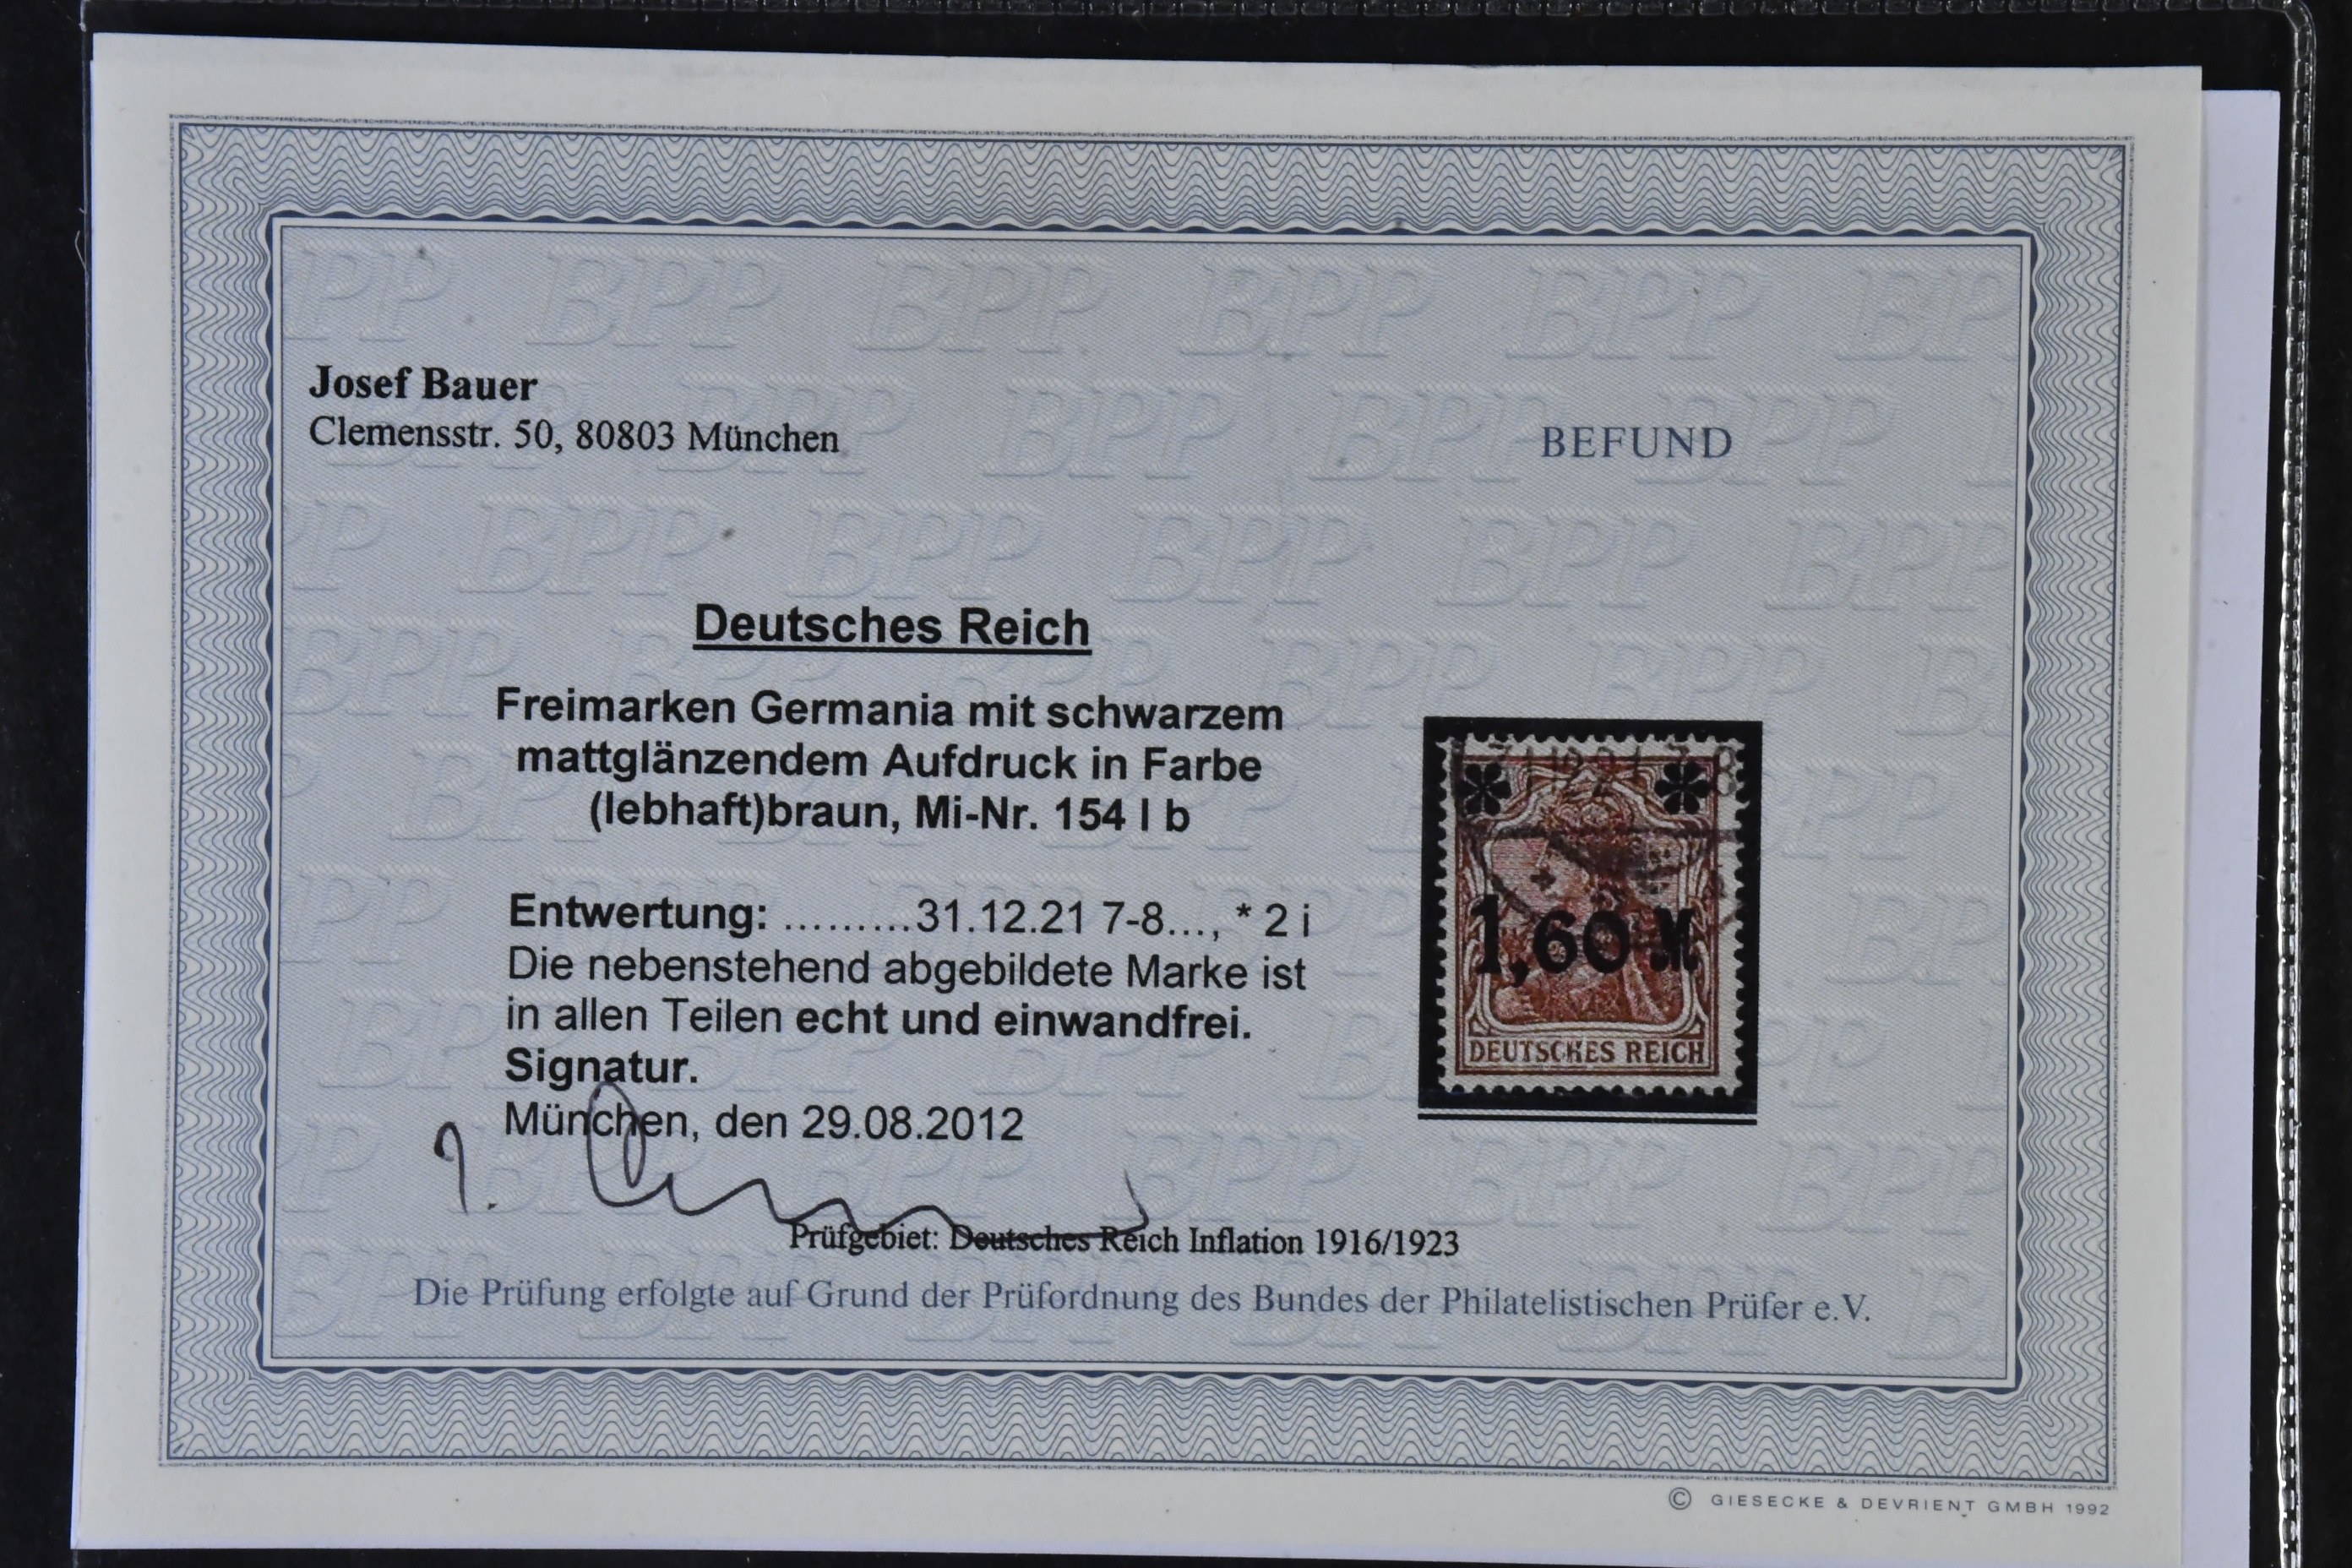 Josef Bauer
Clemensstr. 50, 80803 München
BEFUND
Deutsches Reich
Freimarken Germania mit schwarzem
mattglänzendem Aufdruck in Farbe
(lebhaft)braun, Mi-Nr. 154 I b
Entwertung: ..........31.12.21 7-8..., * 2 i
Die nebenstehend abgebildete Marke ist
in allen Teilen echt und einwandfrei.
Signatur.
München, den 29.08.2012
1,60 M
DEUTSCHES REICH
Prüfgebiet: Deutsches Reich Inflation 1916/1923
Die Prüfung erfolgte auf Grund der Prüfordnung des Bundes der Philatelistischen Prüfer e.V.
© GIESECKE & DEVRIENT GMBH 1992